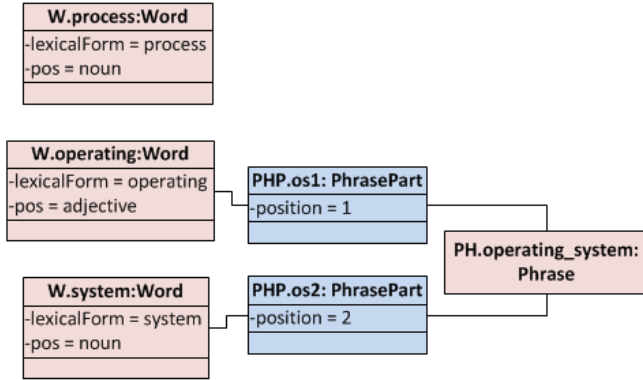 W.process:Word
-lexicalForm = process
-pos = noun
W.operating:Word
-lexicalForm = operating
-pos = adjective
PHP.os1: PhrasePart
-position = 1
PH.operating_system:
Phrase
W.system:Word
-lexicalForm = system
-pos = noun
PHP.os2: PhrasePart
-position = 2